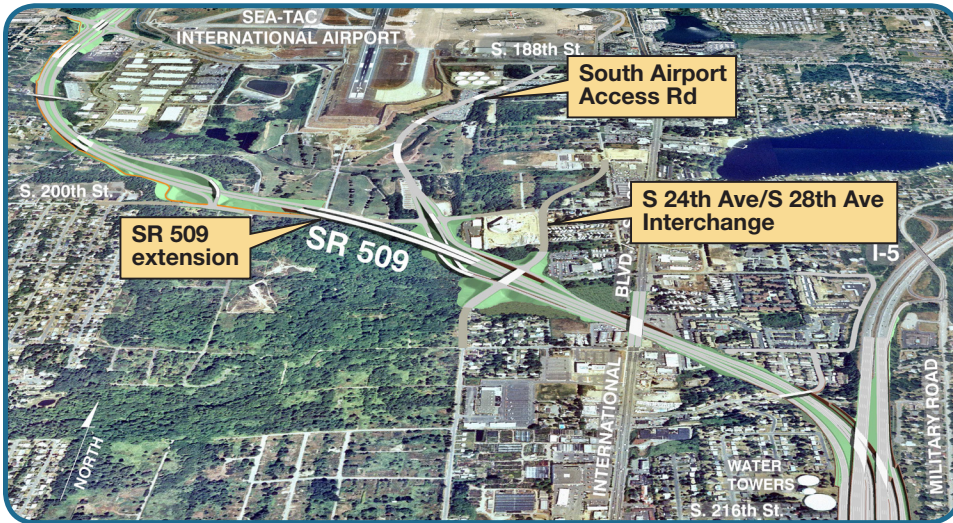 SEA-TAC
INTERNATIONAL AIRPORT
S. 188th St.
South Airport
Access Rd
S. 200th St.
S 24th Ave/S 28th Ave
Interchange
SR 509
extension
SR 509
I-5
INTERNATIONAL
BLVD. S
MILITARY ROAD
NORTH
WATER
TOWERS
S. 216th St.